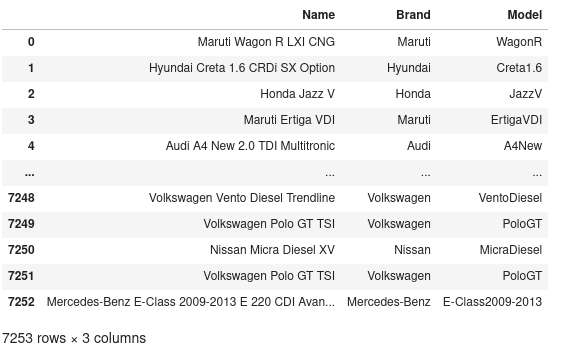 Name Brand Model
0 Maruti Wagon R LXI CNG Maruti WagonR
1 Hyundai Creta 1.6 CRDi SX Option Hyundai Creta1.6
2 Honda Jazz V Honda JazzV
3 Maruti Ertiga VDI Maruti ErtigaVDI
4 Audi A4 New 2.0 TDI Multitronic Audi A4New
... ... ... ...
7248 Volkswagen Vento Diesel Trendline Volkswagen VentoDiesel
7249 Volkswagen Polo GT TSI Volkswagen PoloGT
7250 Nissan Micra Diesel XV Nissan MicraDiesel
7251 Volkswagen Polo GT TSI Volkswagen PoloGT
7252 Mercedes-Benz E-Class 2009-2013 E 220 CDI Avan... Mercedes-Benz E-Class2009-2013
7253 rows × 3 columns